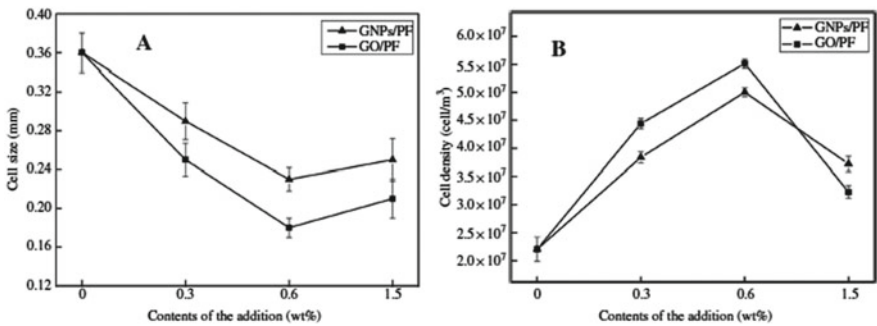 0.40
0.36
0.32
0.28
0.24
0.20
0.16
0.12
Cell size (mm)
A
GNPs/PF
GO/PF
0
0.3
0.6
1.5
Contents of the addition (wt%)
6.0×10⁷
5.5×10⁷
5.0×10⁷
4.5×10⁷
4.0×10⁷
3.5×10⁷
3.0×10⁷
2.5×10⁷
2.0×10⁷
Cell density (cell/m³)
B
GNPs/PF
GO/PF
0
0.3
0.6
1.5
Contents of the addition (wt%)